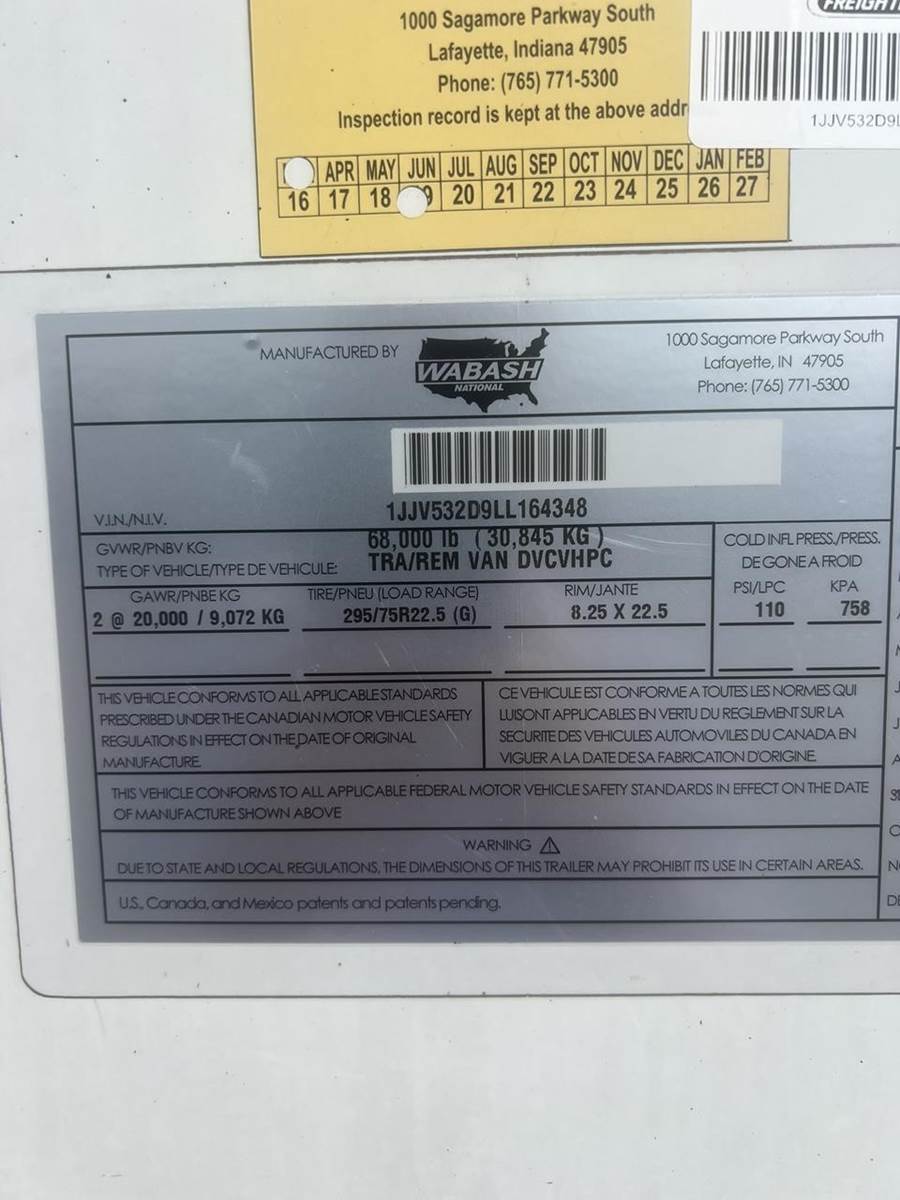 1000 Sagamore Parkway South
Lafayette, Indiana 47905
Phone: (765) 771-5300
Inspection record is kept at the above addr
1JJV532D9L
APR MAY JUN JUL AUG SEP OCT NOV DEC JAN FEB
16 17 18 9 20 21 22 23 24 25 26 27
MANUFACTURED BY
WABASH
NATIONAL
1000 Sagamore Parkway South
Lafayette, IN 47905
Phone: (765) 771-5300
V.I.N./N.I.V.
1JJV532D9LL164348
GVWR/PNBV KG:
68,000 lb ( 30,845 KG )
TYPE OF VEHICLE/TYPE DE VEHICULE:
TRA/REM VAN DVCVHPC
COLD INFL PRESS./PRESS.
DE GONEA FROID
GAWR/PNBE KG TIRE/PNEU (LOAD RANGE) RIM/JANTE PSI/LPC KPA
2 @ 20,000 / 9,072 KG 295/75R22.5 (G) 8.25 X 22.5 110 758
THIS VEHICLE CONFORMS TO ALL APPLICABLE STANDARDS
PRESCRIBED UNDER THE CANADIAN MOTOR VEHICLE SAFETY
REGULATIONS IN EFFECT ON THE DATE OF ORIGINAL
MANUFACTURE
CE VEHICULE EST CONFORME A TOUTES LES NORMES QUI
LUISONT APPLICABLES EN VERTU DU REGLEMENT SUR LA
SECURITE DES VEHICULES AUTOMOVILES DU CANADA EN
VIGUER A LA DATE DE SA FABRICATION D'ORIGINE
THIS VEHICLE CONFORMS TO ALL APPLICABLE FEDERAL MOTOR VEHICLE SAFETY STANDARDS IN EFFECT ON THE DATE
OF MANUFACTURE SHOWN ABOVE
WARNING
DUE TO STATE AND LOCAL REGULATIONS, THE DIMENSIONS OF THIS TRAILER MAY PROHIBIT ITS USE IN CERTAIN AREAS.
U.S., Canada, and Mexico patents and patents pending.